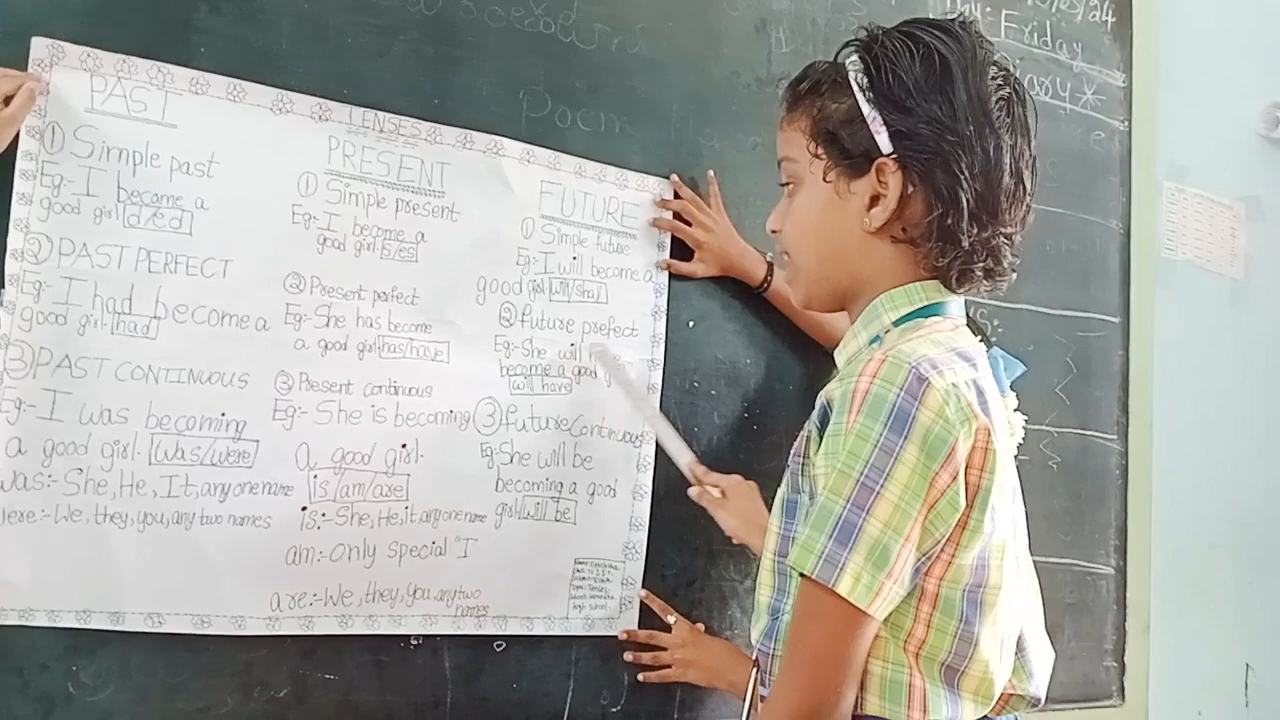 TENSES
PAST
① Simple past
Eg:- I became a
good girl. d/ed
② PAST PERFECT
Eg:- I had become a
good girl. had
③ PAST CONTINUOUS
Eg:- I was becoming
a good girl. was/were
was:- She, He, It, any one name
were:- We, they, you, any two names
PRESENT
① Simple present
Eg:- I become a
good girl. s/es
② Present perfect
Eg:- She has become
a good girl. has/have
③ Present continuous
Eg:- She is becoming
a good girl.
is/am/are
is:- She, He, it, any one name
am:- only special "I"
are:- We, they, you, any two
names
FUTURE
① Simple future
Eg:- I will become a
good girl. will/shall
② future prefect
Eg:- She will
become a good
will have
③ future Continuous
Eg:- She will be
becoming a good
girl. will be
high school
Poem
Friday
Diary